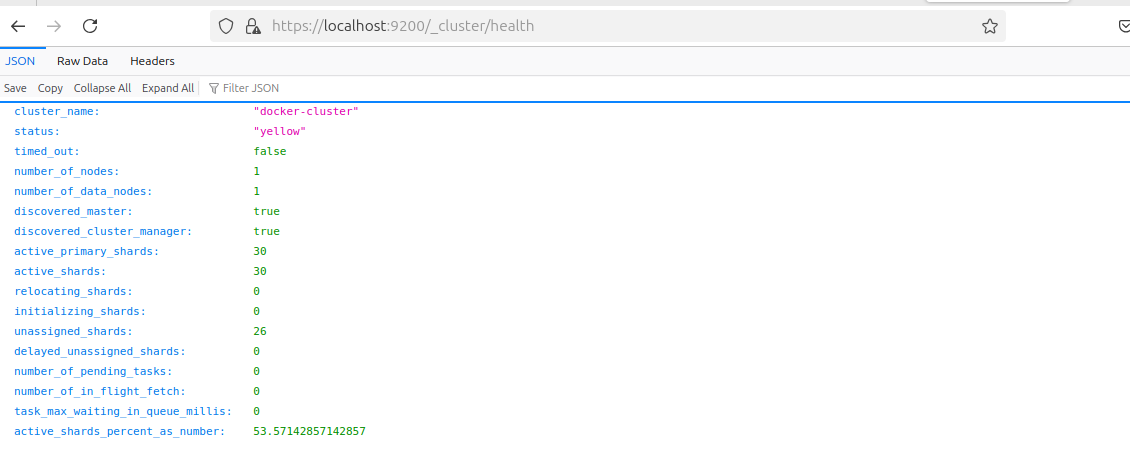 https://localhost:9200/_cluster/health
JSON Raw Data Headers
Save Copy Collapse All Expand All Filter JSON
cluster_name: "docker-cluster"
status: "yellow"
timed_out: false
number_of_nodes: 1
number_of_data_nodes: 1
discovered_master: true
discovered_cluster_manager: true
active_primary_shards: 30
active_shards: 30
relocating_shards: 0
initializing_shards: 0
unassigned_shards: 26
delayed_unassigned_shards: 0
number_of_pending_tasks: 0
number_of_in_flight_fetch: 0
task_max_waiting_in_queue_millis: 0
active_shards_percent_as_number: 53.57142857142857